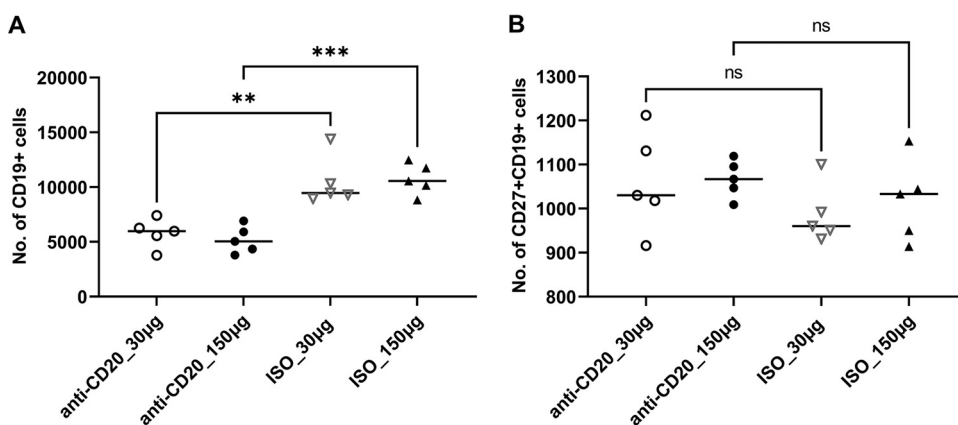 A
No. of CD19+ cells
20000
15000
10000
5000
0
**
***
anti-CD20_30µg
anti-CD20_150µg
ISO_30µg
ISO_150µg
B
No. of CD27+CD19+ cells
1300
1200
1100
1000
900
800
ns
ns
anti-CD20_30µg
anti-CD20_150µg
ISO_30µg
ISO_150µg